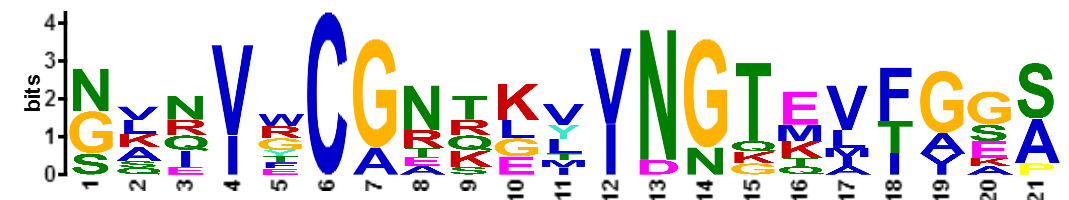 bits
4
3
2
1
0
N V N V W C G N T K V V N G T E V F G G S
G L R I R A R R L Y I D N Q M L T A S A
S K Q G T Q G L K K Y I Y E P
A I Y E K E Y G T M A V R
S E E A S M Q A A
G
1 2 3 4 5 6 7 8 9 10 11 12 13 14 15 16 17 18 19 20 21